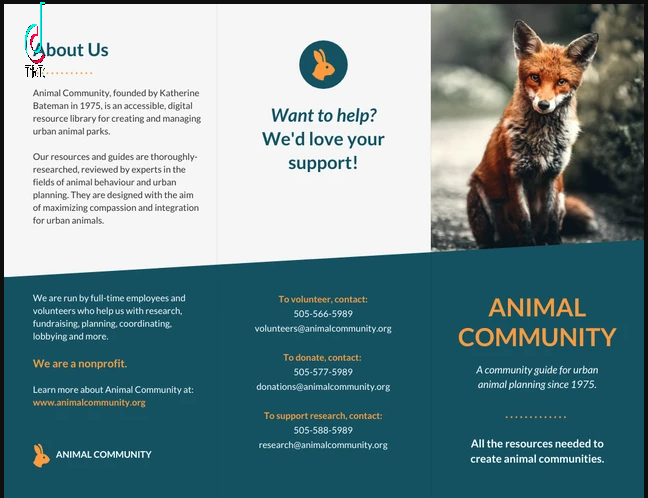 About Us
Animal Community, founded by Katherine
Bateman in 1975, is an accessible, digital
resource library for creating and managing
urban animal parks.
Our resources and guides are thoroughly-
researched, reviewed by experts in the
fields of animal behaviour and urban
planning. They are designed with the aim
of maximizing compassion and integration
for urban animals.
We are run by full-time employees and
volunteers who help us with research,
fundraising, planning, coordinating,
lobbying and more.
We are a nonprofit.
Learn more about Animal Community at:
www.animalcommunity.org
ANIMAL COMMUNITY
Want to help?
We'd love your
support!
To volunteer, contact:
505-566-5989
volunteers@animalcommunity.org
To donate, contact:
505-577-5989
donations@animalcommunity.org
To support research, contact:
505-588-5989
research@animalcommunity.org
ANIMAL
COMMUNITY
A community guide for urban
animal planning since 1975.
All the resources needed to
create animal communities.